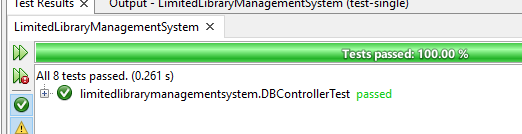 Test Results
Output - LimitedLibraryManagementSystem (test-single)
LimitedLibraryManagementSystem
Tests passed: 100.00 %
All 8 tests passed. (0.261 s)
limitedlibrarymanagementsystem.DBControllerTest passed